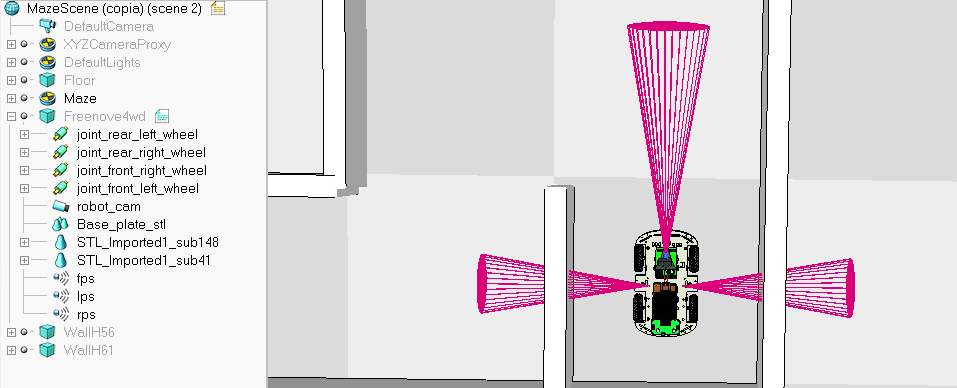 MazeScene (copia) (scene 2)
DefaultCamera
XYZCameraProxy
DefaultLights
Floor
Maze
Freenove4wd
joint_rear_left_wheel
joint_rear_right_wheel
joint_front_right_wheel
joint_front_left_wheel
robot_cam
Base_plate_stl
STL_Imported1_sub148
STL_Imported1_sub41
fps
lps
rps
WallH56
WallH61